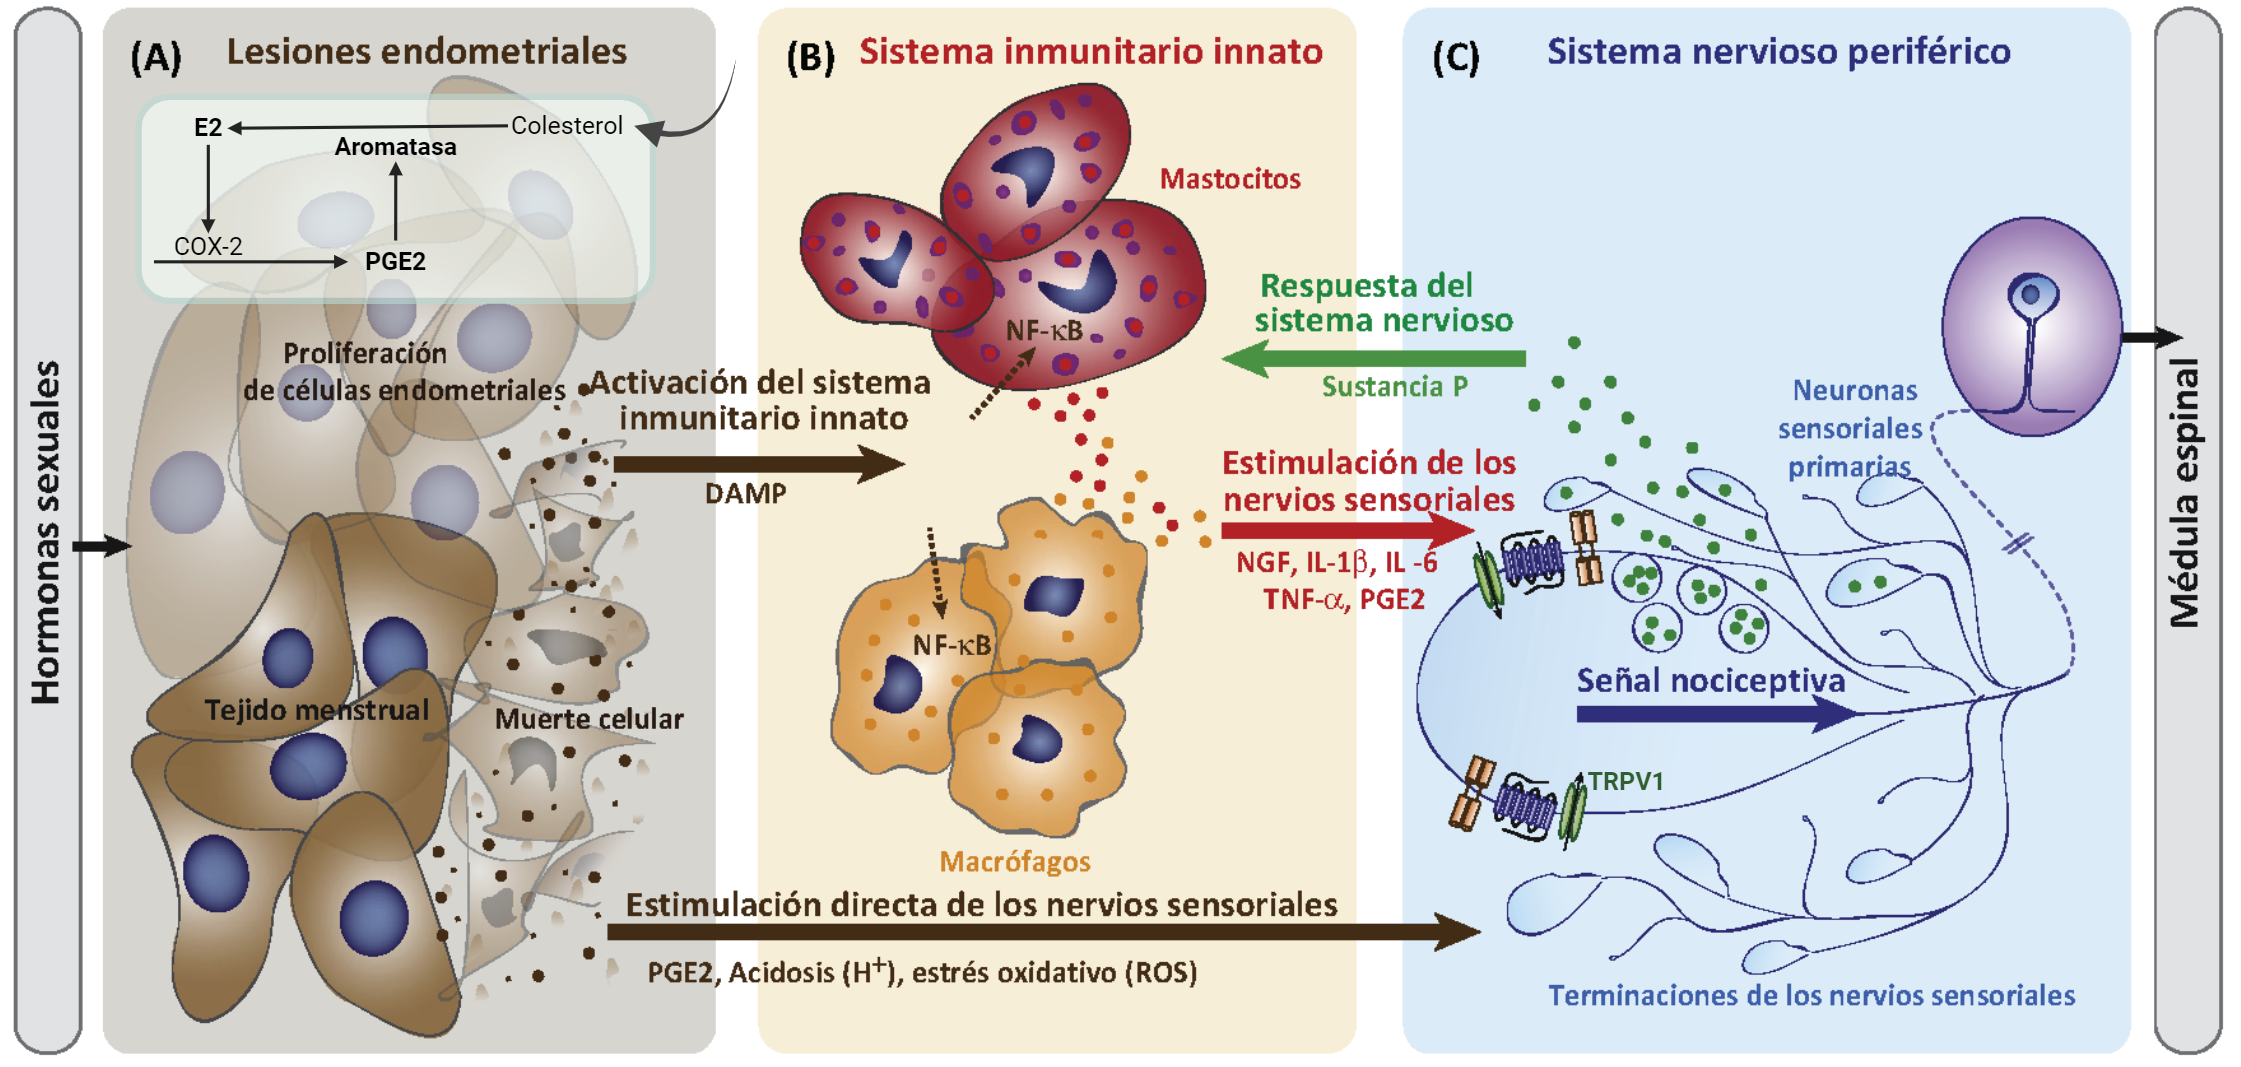 Hormonas sexuales
(A) Lesiones endometriales
E2
Colesterol
Aromatasa
COX-2
PGE2
Proliferación
de células endometriales
Tejido menstrual
Muerte celular
Activación del sistema
inmunitario innato
DAMP
Estimulación directa de los nervios sensoriales
PGE2, Acidosis (H⁺), estrés oxidativo (ROS)
(B) Sistema inmunitario innato
Mastocitos
NF-κB
NF-κB
Macrófagos
Respuesta del
sistema nervioso
Sustancia P
Estimulación de los
nervios sensoriales
NGF, IL-1β, IL -6
TNF-α, PGE2
(C) Sistema nervioso periférico
Neuronas
sensoriales
primarias
Señal nociceptiva
TRPV1
Terminaciones de los nervios sensoriales
Médula espinal